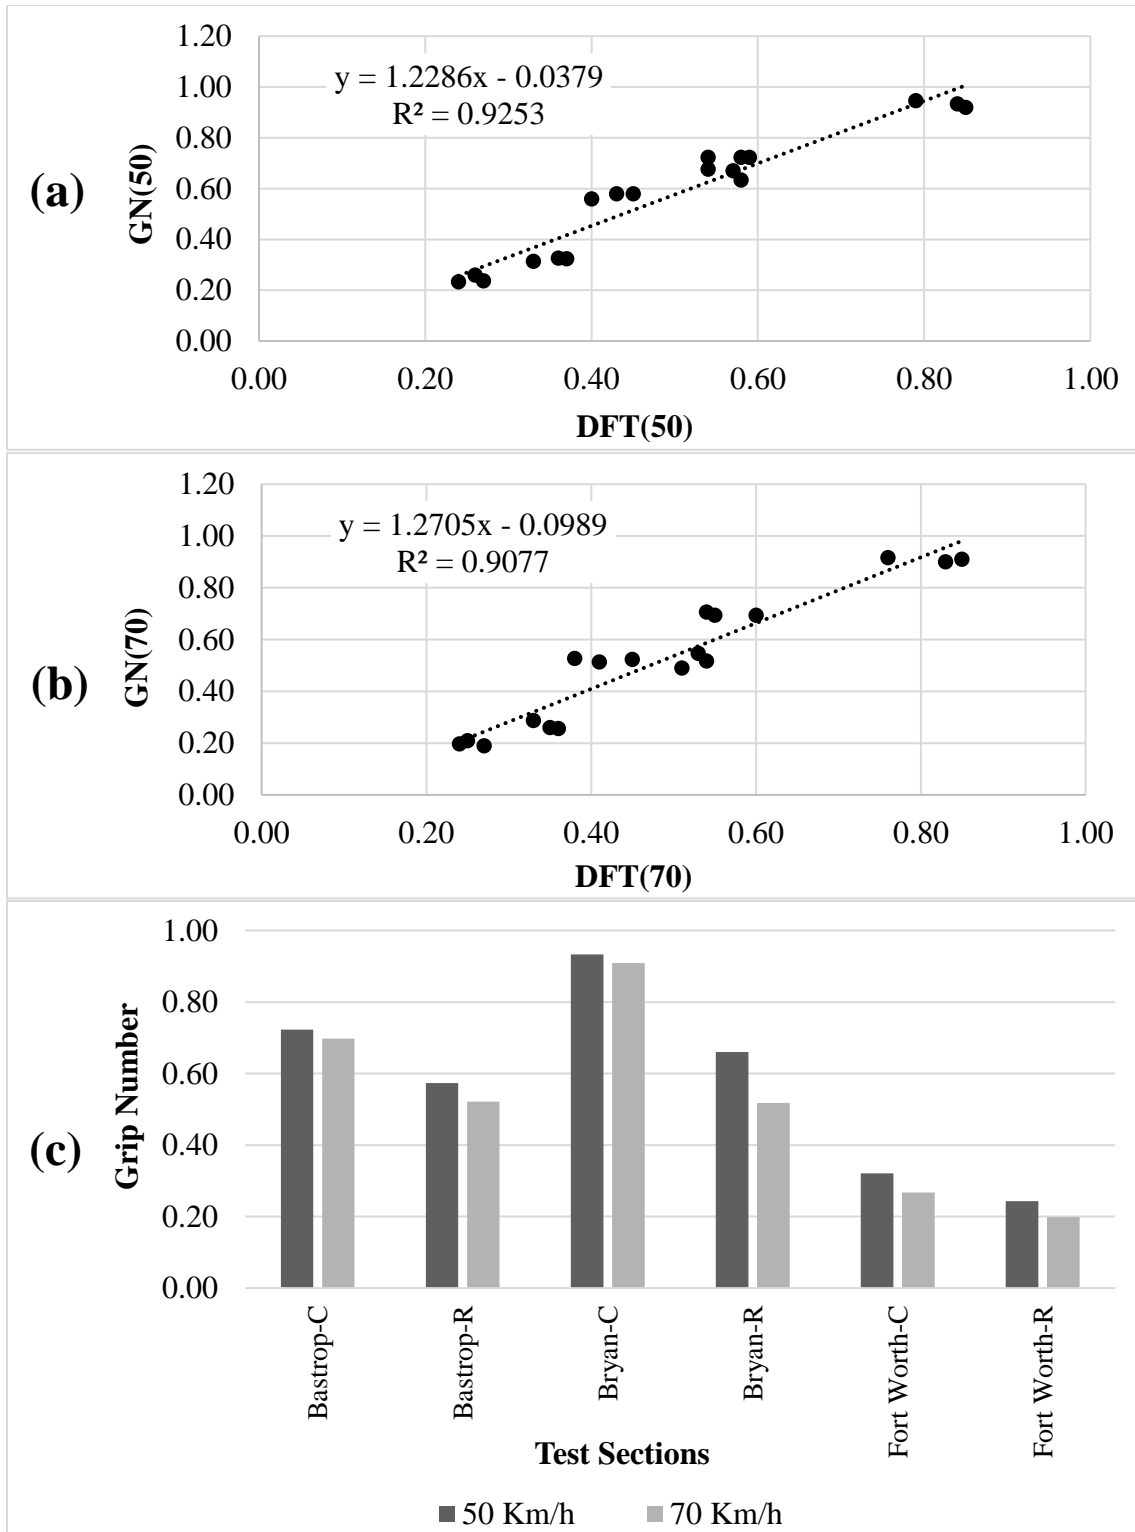 1.20
1.00
0.80
0.60
0.40
0.20
0.00
y = 1.2286x - 0.0379
R² = 0.9253
(a)
GN(50)
0.00 0.20 0.40 0.60 0.80 1.00
DFT(50)
1.20
1.00
0.80
0.60
0.40
0.20
0.00
y = 1.2705x - 0.0989
R² = 0.9077
(b)
GN(70)
0.00 0.20 0.40 0.60 0.80 1.00
DFT(70)
1.00
0.80
0.60
0.40
0.20
0.00
(c)
Grip Number
Bastrop-C
Bastrop-R
Bryan-C
Bryan-R
Fort Worth-C
Fort Worth-R
Test Sections
50 Km/h 70 Km/h